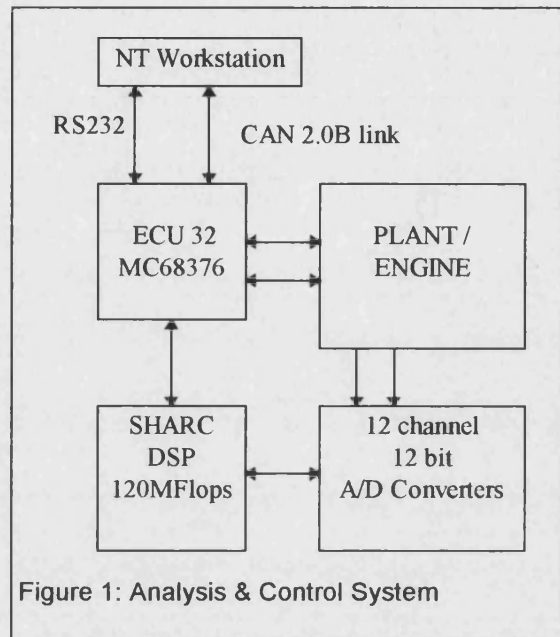 NT Workstation
RS232
CAN 2.0B link
ECU 32
MC68376
PLANT /
ENGINE
SHARC
DSP
120MFlops
12 channel
12 bit
A/D Converters
Figure 1: Analysis & Control System